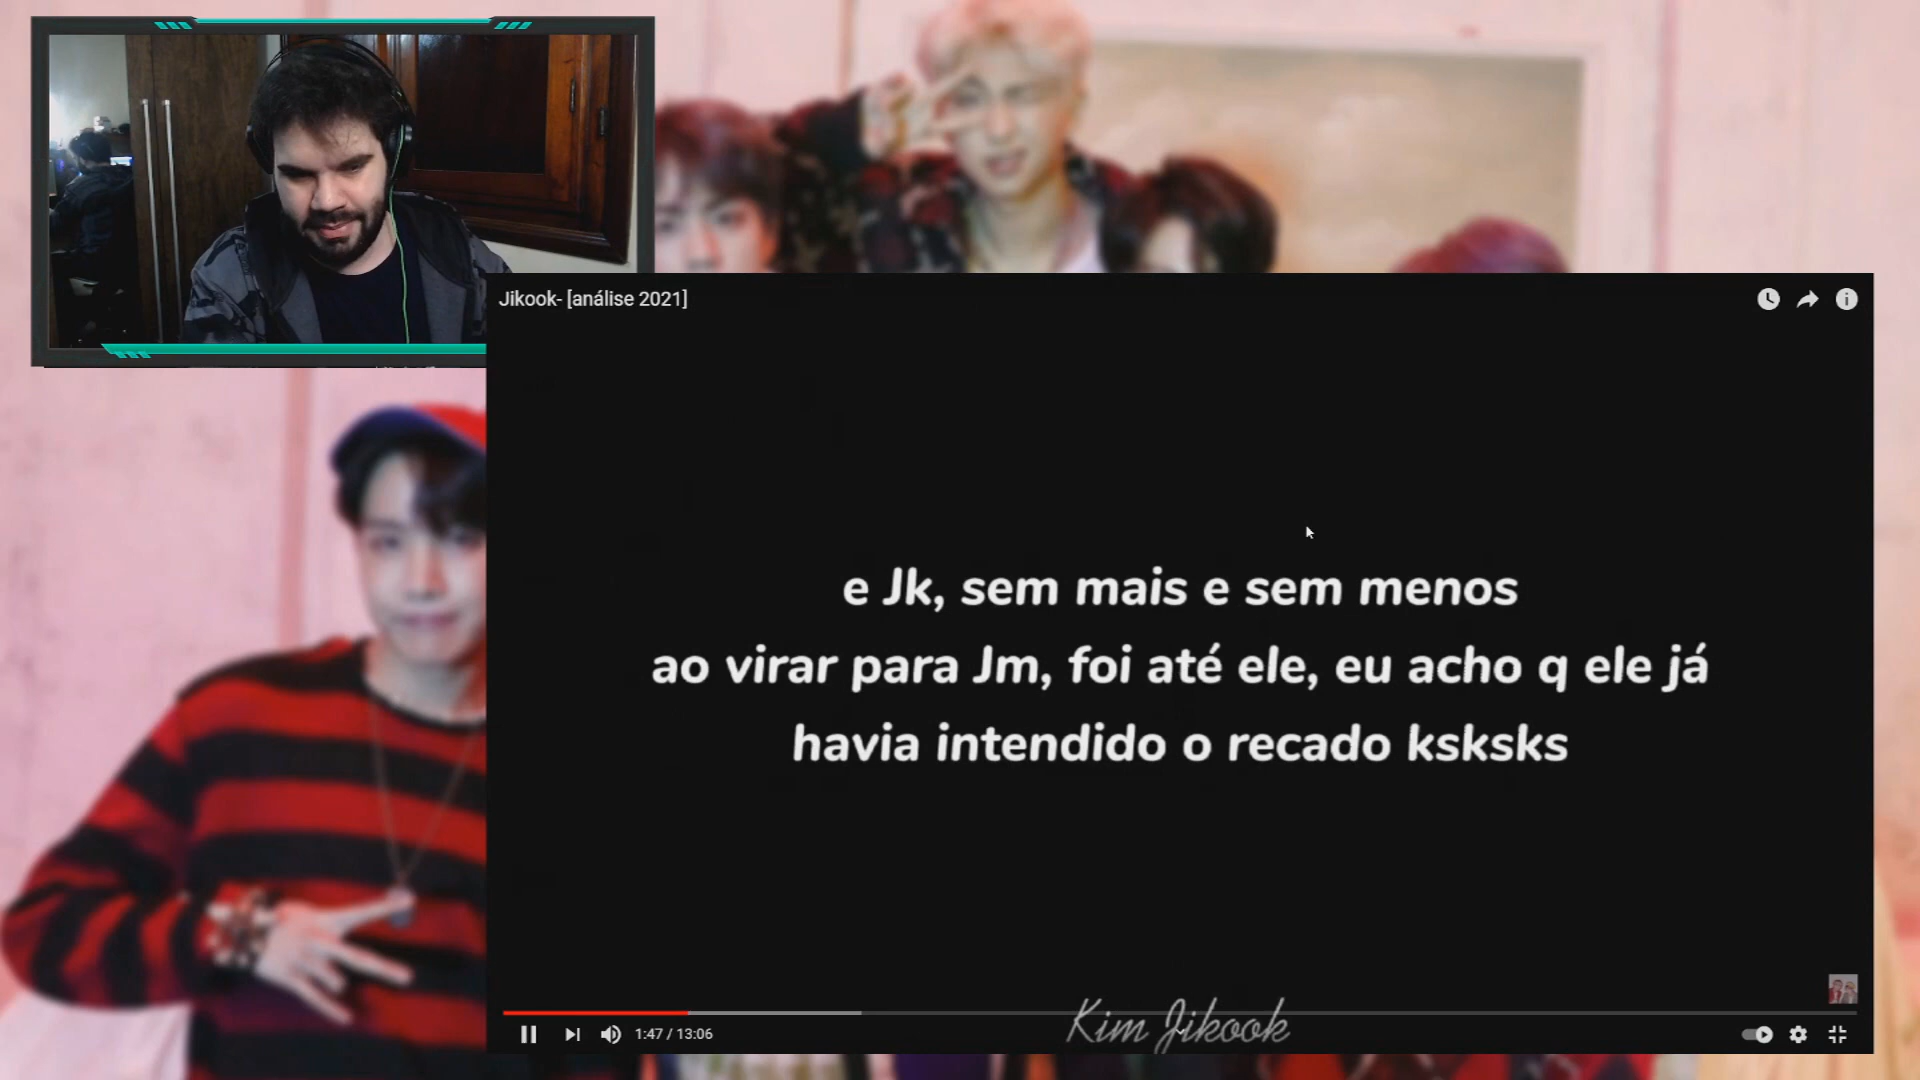 Jikook- [análise 2021]
e Jk, sem mais e sem menos
ao virar para Jm, foi até ele, eu acho q ele já
havia intendido o recado ksksks
Kim Jikook
1:47 / 13:06